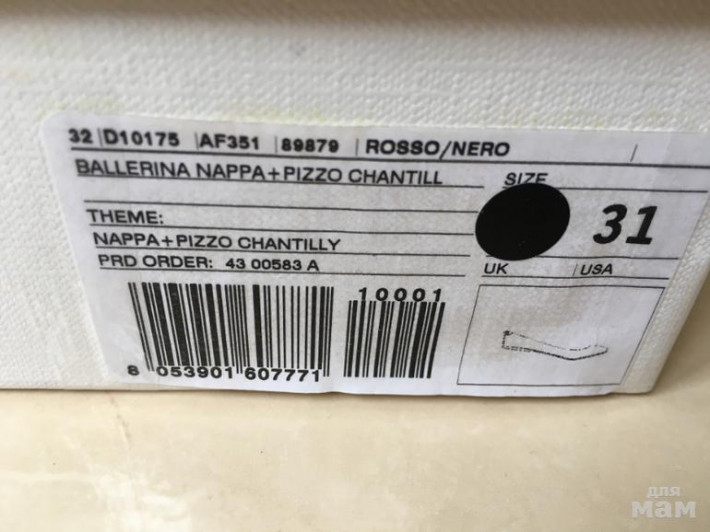 32 | D10175 | AF351 | 89879 | ROSSO/NERO |
BALLERINA NAPPA+PIZZO CHANTILL
SIZE
31
THEME:
NAPPA+PIZZO CHANTILLY
PRD ORDER: 43 00583 A
UK | USA
10001
8 053901 607771
для
мам